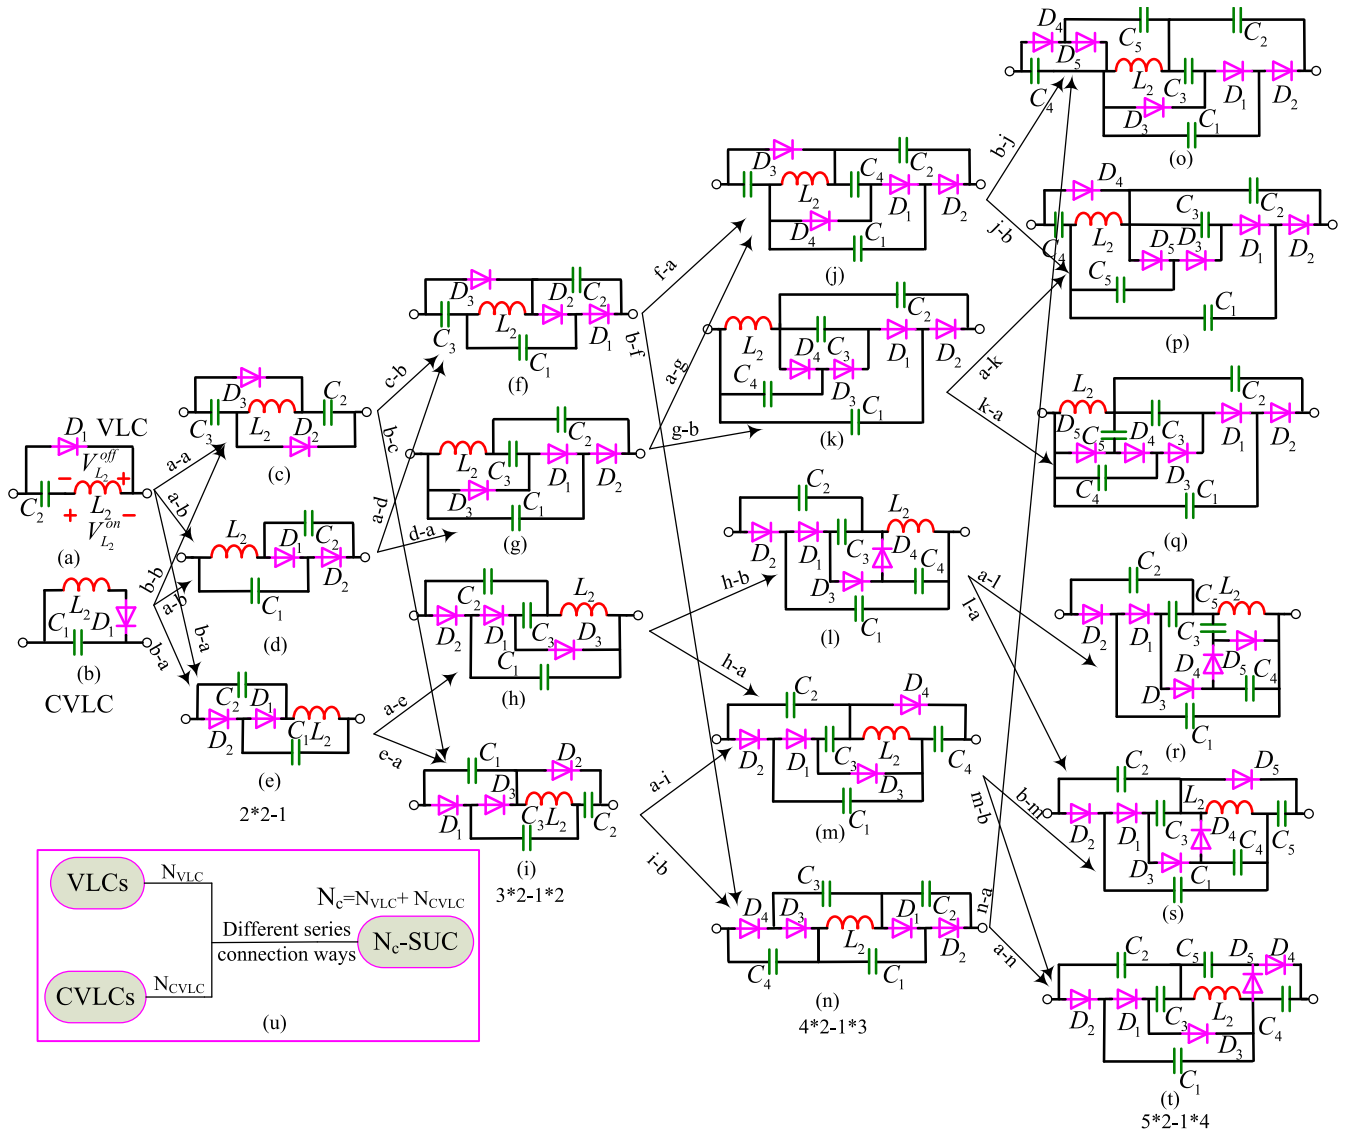 D1 VLC
V_L2^off
− +
C2 L2
+ V_L2^on −
(a)
L2
C1 D1
(b)
CVLC
a-a
a-b
b-b
a-b
b-a
b-a
D3 C2
C3 L2 D2
(c)
L2 D1 C2
D2
C1
(d)
C2 D1
D2 C1 L2
(e)
2*2-1
c-b
b-c
a-d
d-a
a-e
e-a
D3 D2 C2
C3 L2 D1
C1
(f)
L2 C2
C3 D1 D2
D3 C1
(g)
C2 L2
D2 D1 C3 D3
C1
(h)
C1 D2
D3
D1 C3 L2 C2
(i)
3*2-1*2
f-a
b-f
a-g
g-b
h-b
h-a
a-i
i-b
D3 C4 C2
L2 D1 D2
D4 C1
(j)
C2
L2 D4 C3 D1 D2
C4 D3
C1
(k)
C2 L2
D2 D1 C3 D4
D3 C4
C1
(l)
C2 D4
D2 D1 C3 L2 C4
D3
C1
(m)
C3 D1 C2
D4 D3 L2 D2
C4 C1
(n)
4*2-1*3
b-j
j-b
a-k
k-a
a-l
l-a
b-m
m-b
n-a
a-n
D4 C5 C2
D5
C4 L2 C3 D1 D2
D3 C1
(o)
D4 C2
C4 L2 C3 D1 D2
D5 D3
C5
C1
(p)
L2 C2
D5 C5 D4 C3 D1 D2
C4 D3
C1
(q)
C2 C5 L2
D2 D1 C3
D4 D5 C4
D3
C1
(r)
C2 D5
L2
D2 D1 C3 D4 C5
D3 C4
C1
(s)
C2 C5 D5 D4
D2 D1 C3 L2 C4
D3
C1
(t)
5*2-1*4
VLCs N_VLC
N_c=N_VLC+ N_CVLC
Different series
connection ways
N_c-SUC
CVLCs N_CVLC
(u)